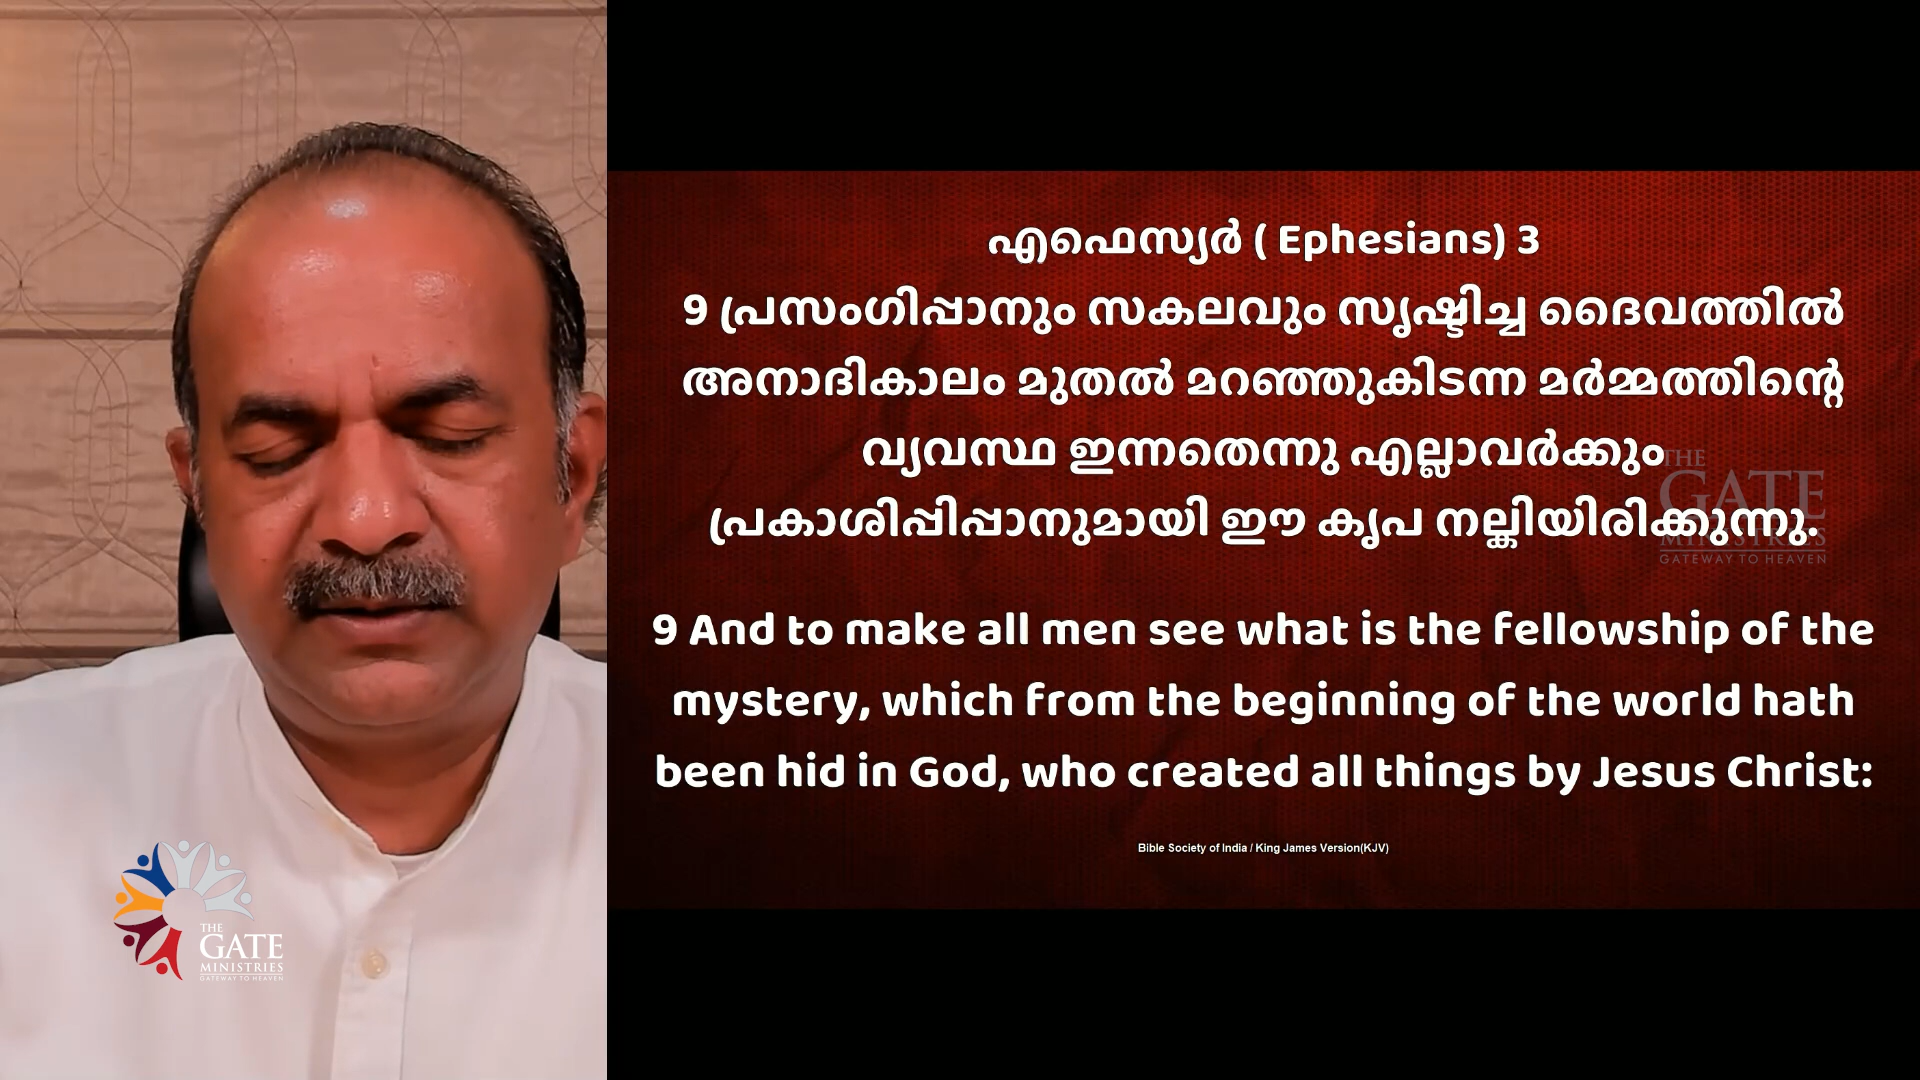 എഫെസ്യർ ( Ephesians) 3
9 പ്രസംഗിപ്പാനും സകലവും സൃഷ്ടിച്ച ദൈവത്തിൽ
അനാദികാലം മുതൽ മറഞ്ഞുകിടന്ന മർമ്മത്തിന്റെ
വ്യവസ്ഥ ഇന്നതെന്നു എല്ലാവർക്കും
പ്രകാശിപ്പിപ്പാനുമായി ഈ കൃപ നല്കിയിരിക്കുന്നു.
THE
GATE
MINISTRIES
GATEWAY TO HEAVEN
9 And to make all men see what is the fellowship of the
mystery, which from the beginning of the world hath
been hid in God, who created all things by Jesus Christ:
Bible Society of India / King James Version(KJV)
THE
GATE
MINISTRIES
GATEWAY TO HEAVEN